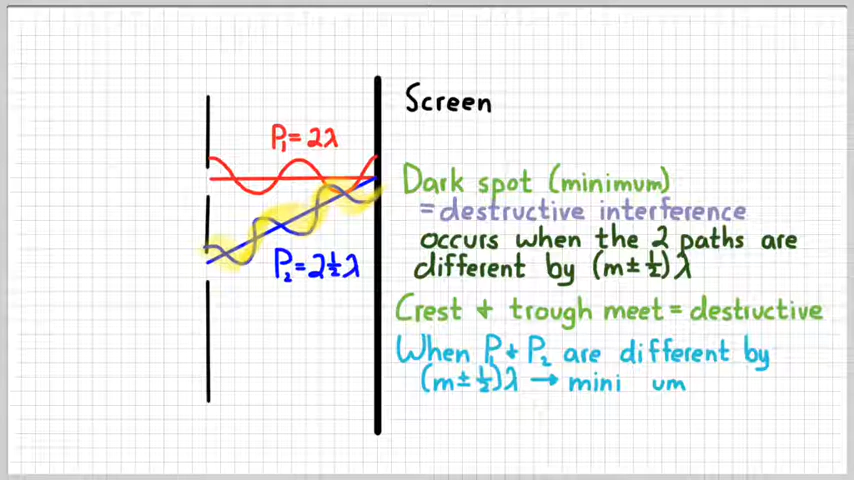 Screen
P₁ = 2λ
Dark spot (minimum)
= destructive interference
occurs when the 2 paths are
different by (m ± ½) λ
P₂ = 2½λ
Crest + trough meet = destructive
When P₁ + P₂ are different by
(m ± ½)λ → mini um